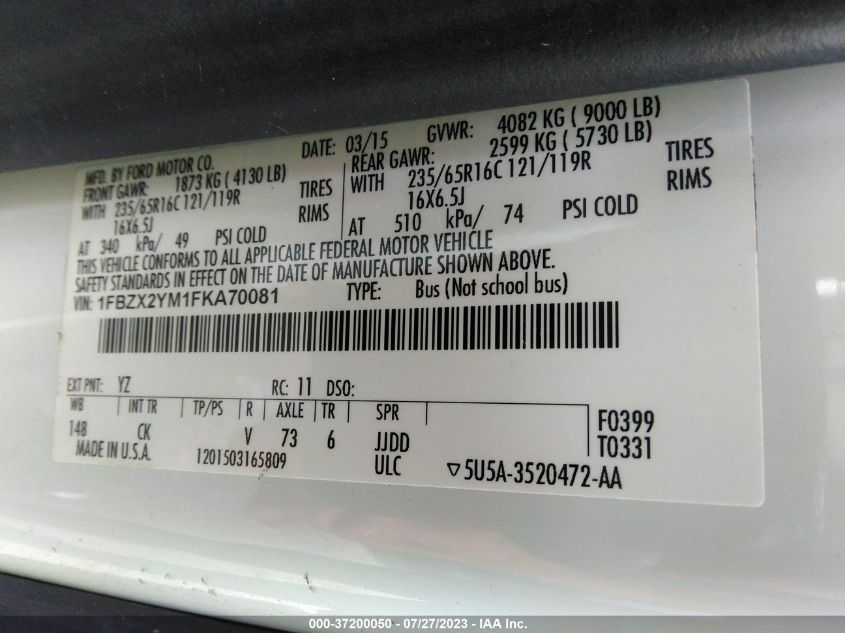 MFD. BY FORD MOTOR CO.
DATE: 03/15
GVWR: 4082 KG ( 9000 LB)
FRONT GAWR: 1873 KG ( 4130 LB)
WITH 235/65R16C 121/119R TIRES
16X6.5J RIMS
AT 340 kPa/ 49 PSI COLD
REAR GAWR: 2599 KG ( 5730 LB)
WITH 235/65R16C 121/119R TIRES
16X6.5J RIMS
AT 510 kPa/ 74 PSI COLD
THIS VEHICLE CONFORMS TO ALL APPLICABLE FEDERAL MOTOR VEHICLE
SAFETY STANDARDS IN EFFECT ON THE DATE OF MANUFACTURE SHOWN ABOVE.
VIN: 1FBZX2YM1FKA70081 TYPE: Bus (Not school bus)
EXT PNT: YZ RC: 11 DSO:
WB INT TR TP/PS R AXLE TR SPR
148 CK V 73 6 JJDD
F0399
T0331
MADE IN U.S.A. 1201503165809 ULC ▽5U5A-3520472-AA
000-37200050 - 07/27/2023 - IAA Inc.